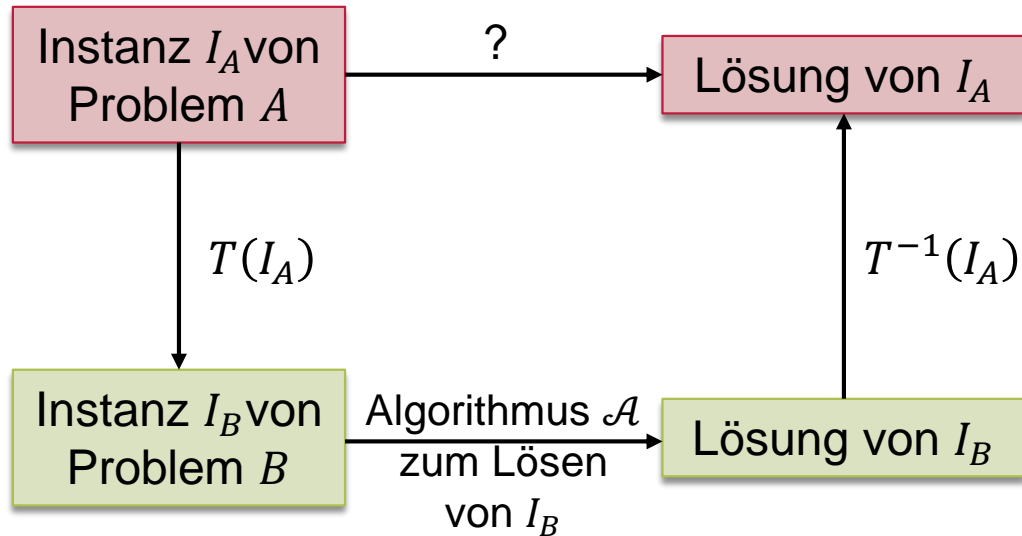 Instanz $I_A$ von
Problem $A$
?
Lösung von $I_A$
$T(I_A)$
$T^{-1}(I_A)$
Instanz $I_B$ von
Problem $B$
Algorithmus $\mathcal{A}$
zum Lösen
von $I_B$
Lösung von $I_B$